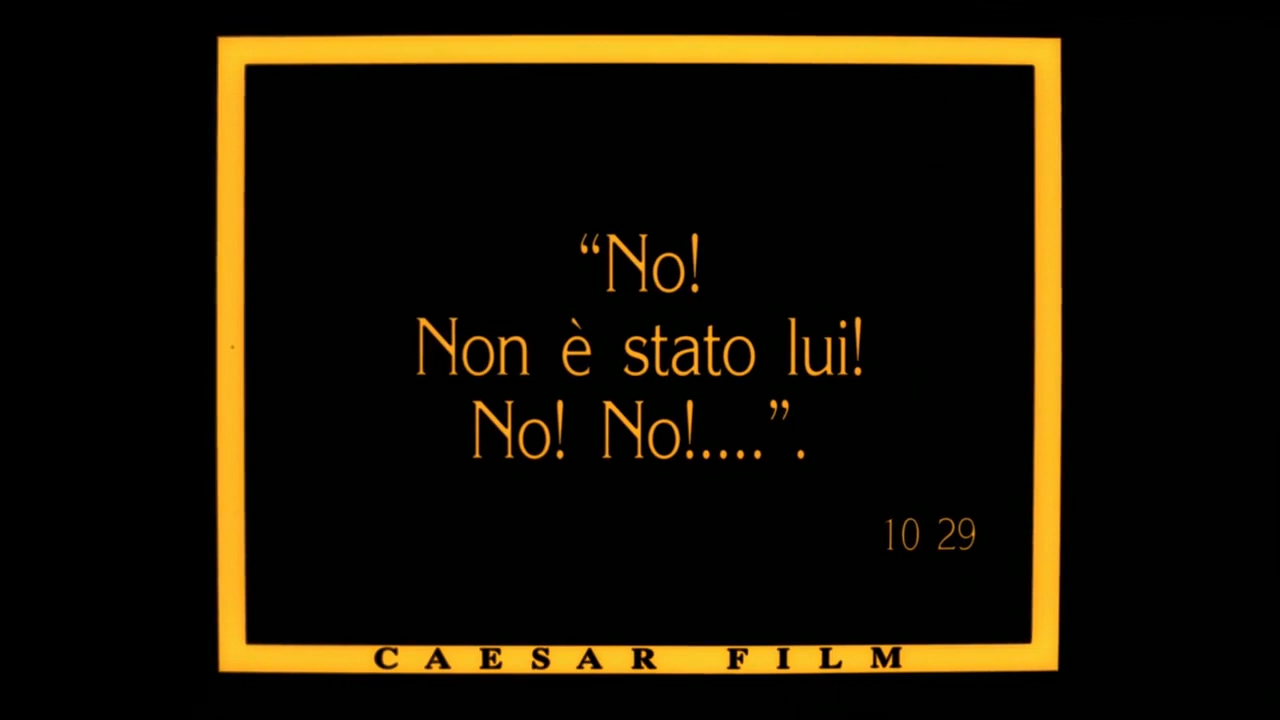 “No!
Non è stato lui!
No! No!....”.
10 29
CAESAR FILM